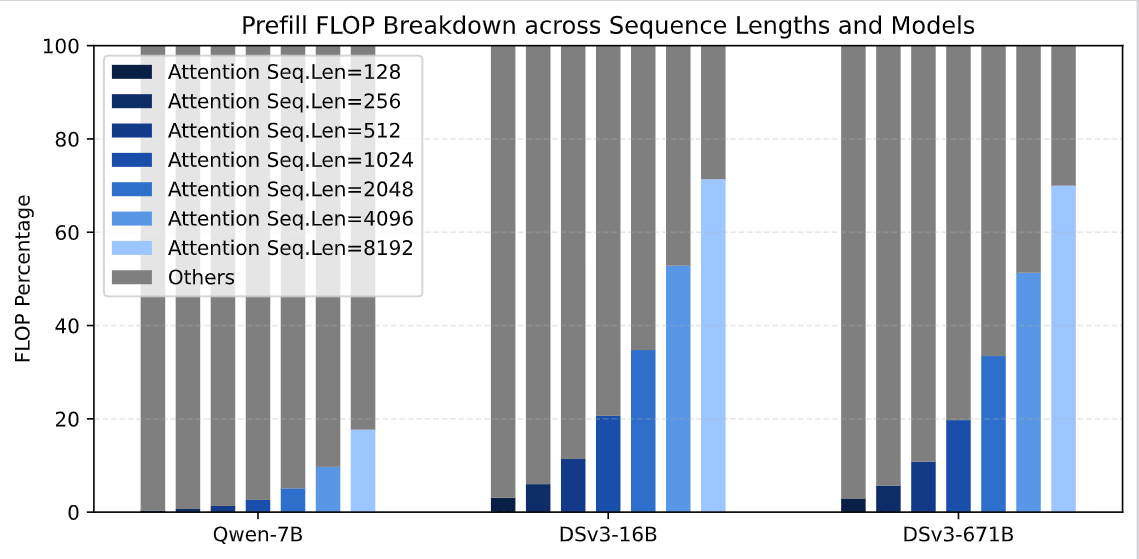 Prefill FLOP Breakdown across Sequence Lengths and Models
FLOP Percentage
100
80
60
40
20
0
Attention Seq.Len=128
Attention Seq.Len=256
Attention Seq.Len=512
Attention Seq.Len=1024
Attention Seq.Len=2048
Attention Seq.Len=4096
Attention Seq.Len=8192
Others
Qwen-7B
DSv3-16B
DSv3-671B